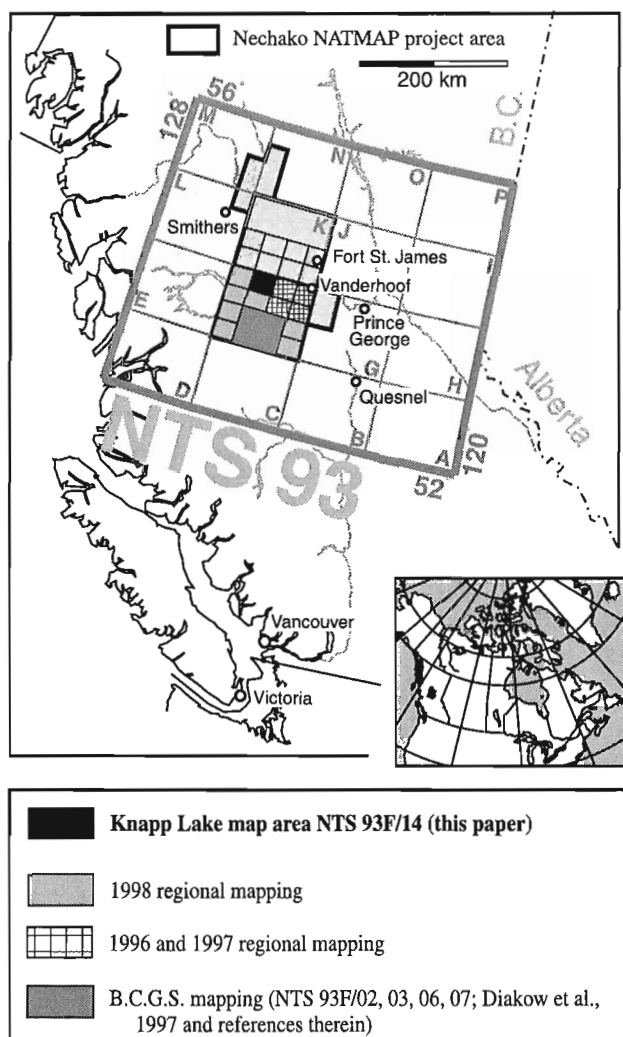 Nechako NATMAP project area
200 km
B.C.
56°
128°
M
N
O
P
L
K
J
I
Smithers
Fort St. James
Vanderhoof
Prince
George
E
G
H
Quesnel
D
C
B
A
Alberta
120
52
NTS 93
Vancouver
Victoria
Knapp Lake map area NTS 93F/14 (this paper)
1998 regional mapping
1996 and 1997 regional mapping
B.C.G.S. mapping (NTS 93F/02, 03, 06, 07; Diakow et al.,
1997 and references therein)